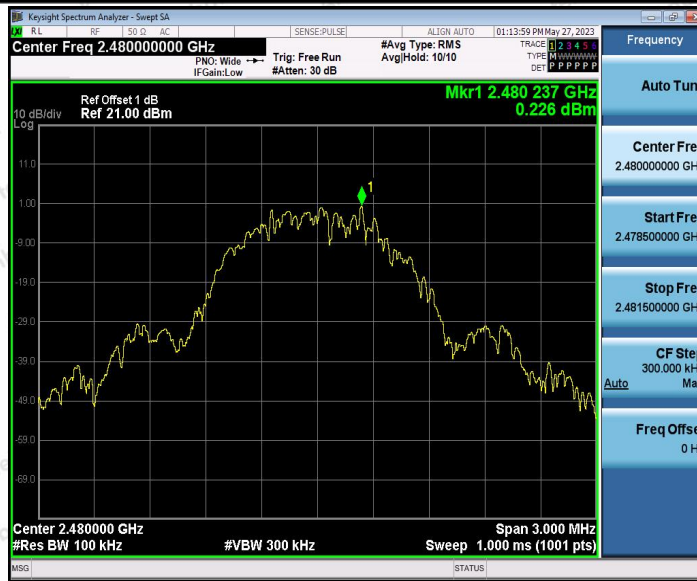 Keysight Spectrum Analyzer - Swept SA
RL RF 50 Ω AC SENSE:PULSE ALIGN AUTO 01:13:59 PM May 27, 2023
Center Freq 2.480000000 GHz
PNO: Wide
IFGain:Low
Trig: Free Run
#Atten: 30 dB
#Avg Type: RMS
Avg|Hold: 10/10
TRACE 1 2 3 4 5 6
TYPE M WWWWW
DET P P P P P P
Frequency
Mkr1 2.480 237 GHz
0.226 dBm
Ref Offset 1 dB
10 dB/div Ref 21.00 dBm
Log
1
11.0
1.00
-9.00
-19.0
-29.0
-39.0
-49.0
-59.0
-69.0
Center 2.480000 GHz Span 3.000 MHz
#Res BW 100 kHz #VBW 300 kHz Sweep 1.000 ms (1001 pts)
Auto Tun
Center Fre
2.480000000 GH
Start Fre
2.478500000 GH
Stop Fre
2.481500000 GH
CF Ste
300.000 kH
Auto Ma
Freq Offse
0 H
MSG STATUS